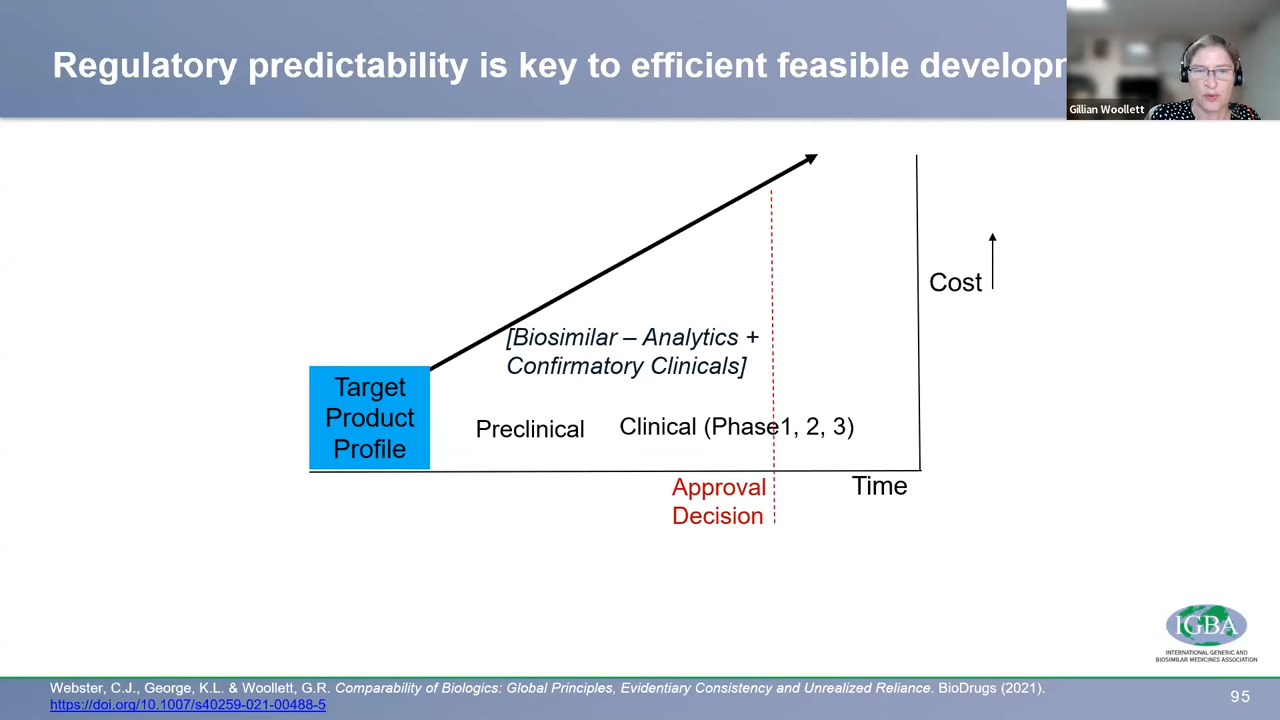 Regulatory predictability is key to efficient feasible
Gillian Woollett
Cost
[Biosimilar – Analytics +
Confirmatory Clinicals]
Target
Product
Profile
Preclinical
Clinical (Phase1, 2, 3)
Approval
Decision
Time
IGBA
INTERNATIONAL GENERIC AND
BIOSIMILAR MEDICINES ASSOCIATION
Webster, C.J., George, K.L. & Woollett, G.R. Comparability of Biologics: Global Principles, Evidentiary Consistency and Unrealized Reliance. BioDrugs (2021).
https://doi.org/10.1007/s40259-021-00488-5
95